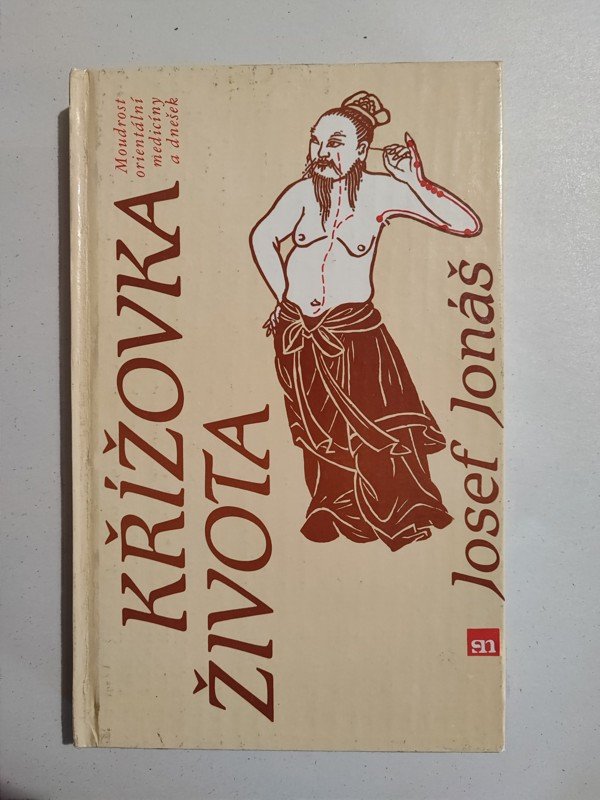 Moudrost
orientální
medicíny
a dnešek
KŘÍŽOVKA
ŽIVOTA
Josef Jonáš